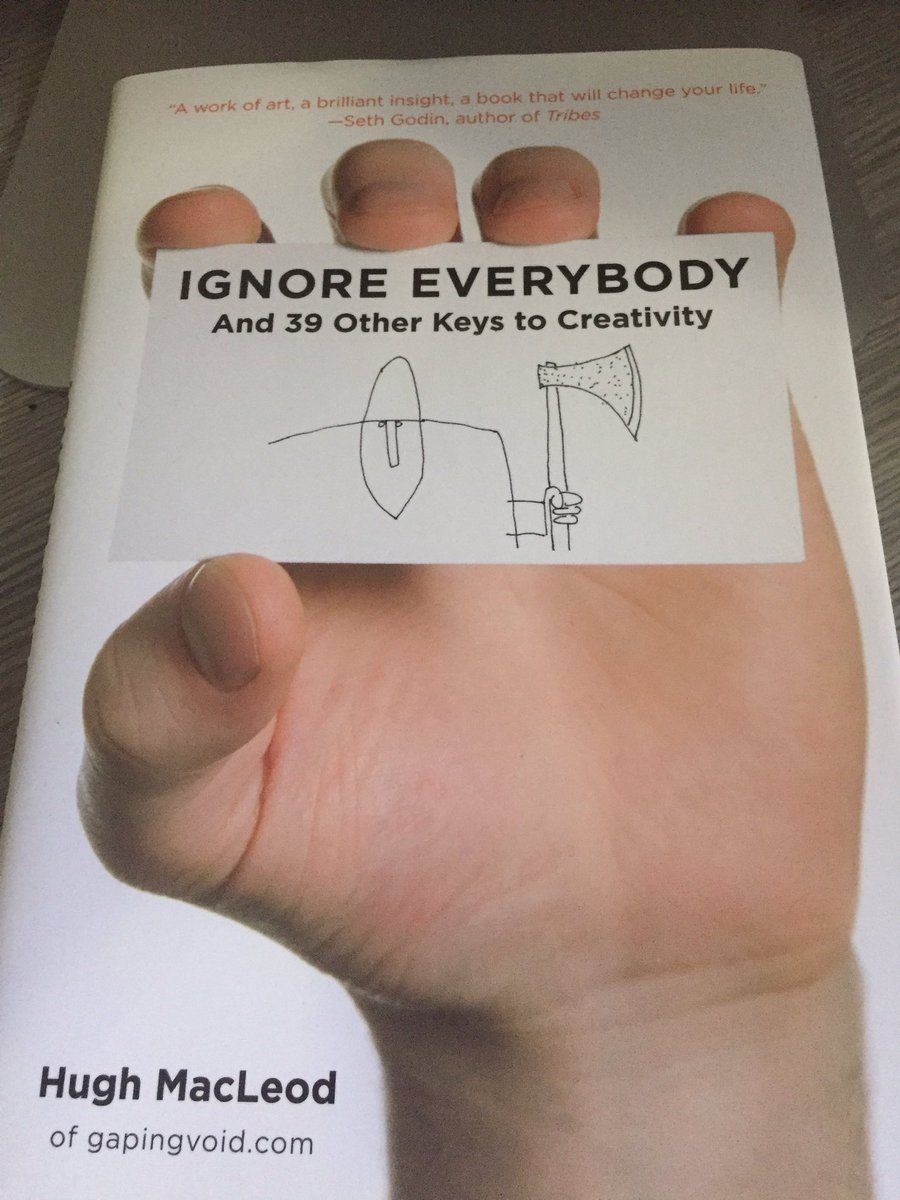 "A work of art, a brilliant insight, a book that will change your life."
—Seth Godin, author of Tribes
IGNORE EVERYBODY
And 39 Other Keys to Creativity
Hugh MacLeod
of gapingvoid.com